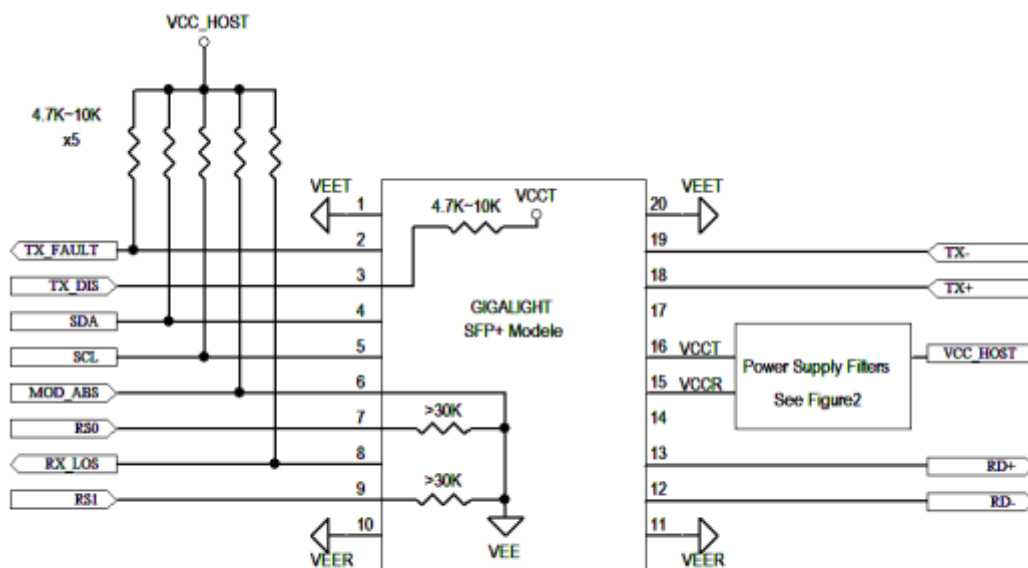 VCC_HOST
4.7K~10K
x5
VEET
1
2
3
4
5
6
7
8
9
10
VEER
TX_FAULT
TX_DIS
SDA
SCL
MOD_ABS
RS0
RX_LOS
RS1
4.7K~10K
VCCT
GIGALIGHT
SFP+ Modele
>30K
>30K
VEE
20
19
18
17
16
15
14
13
12
11
VEET
VCCT
VCCR
Power Supply Filters
See Figure2
TX-
TX+
VCC_HOST
RD+
RD-
VEER